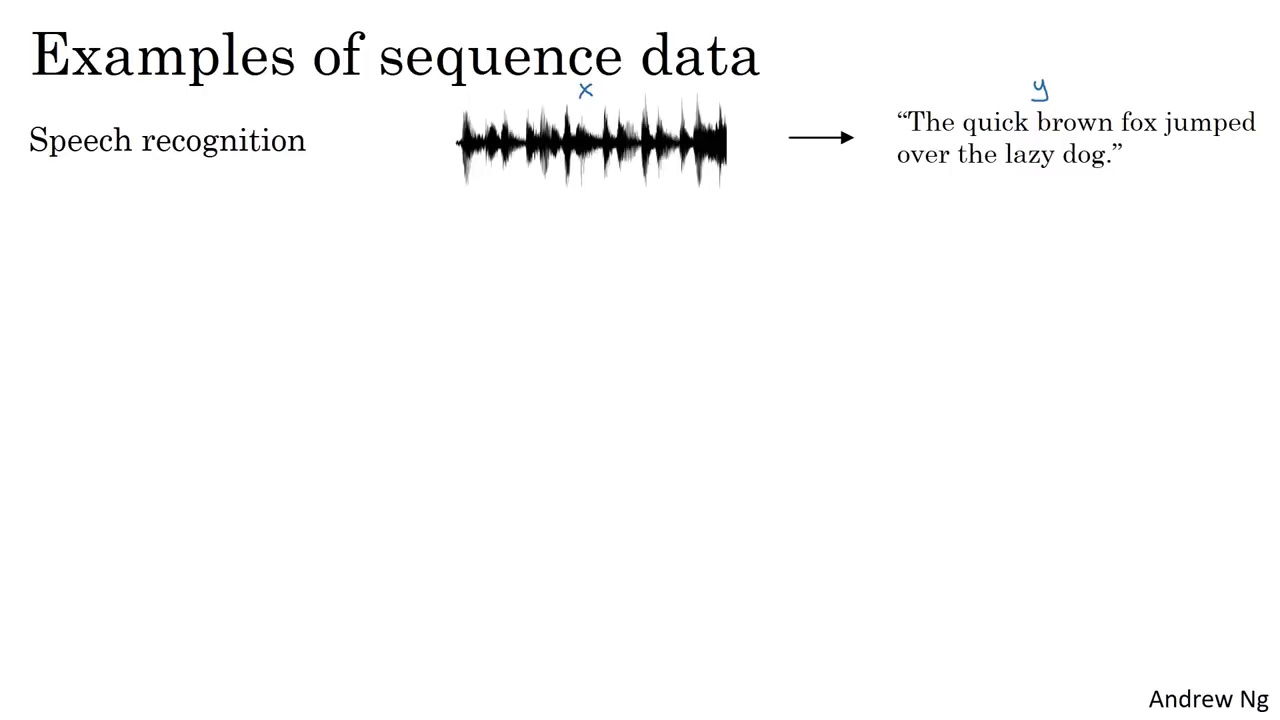 Examples of sequence data
x
y
Speech recognition
“The quick brown fox jumped
over the lazy dog.”
Andrew Ng